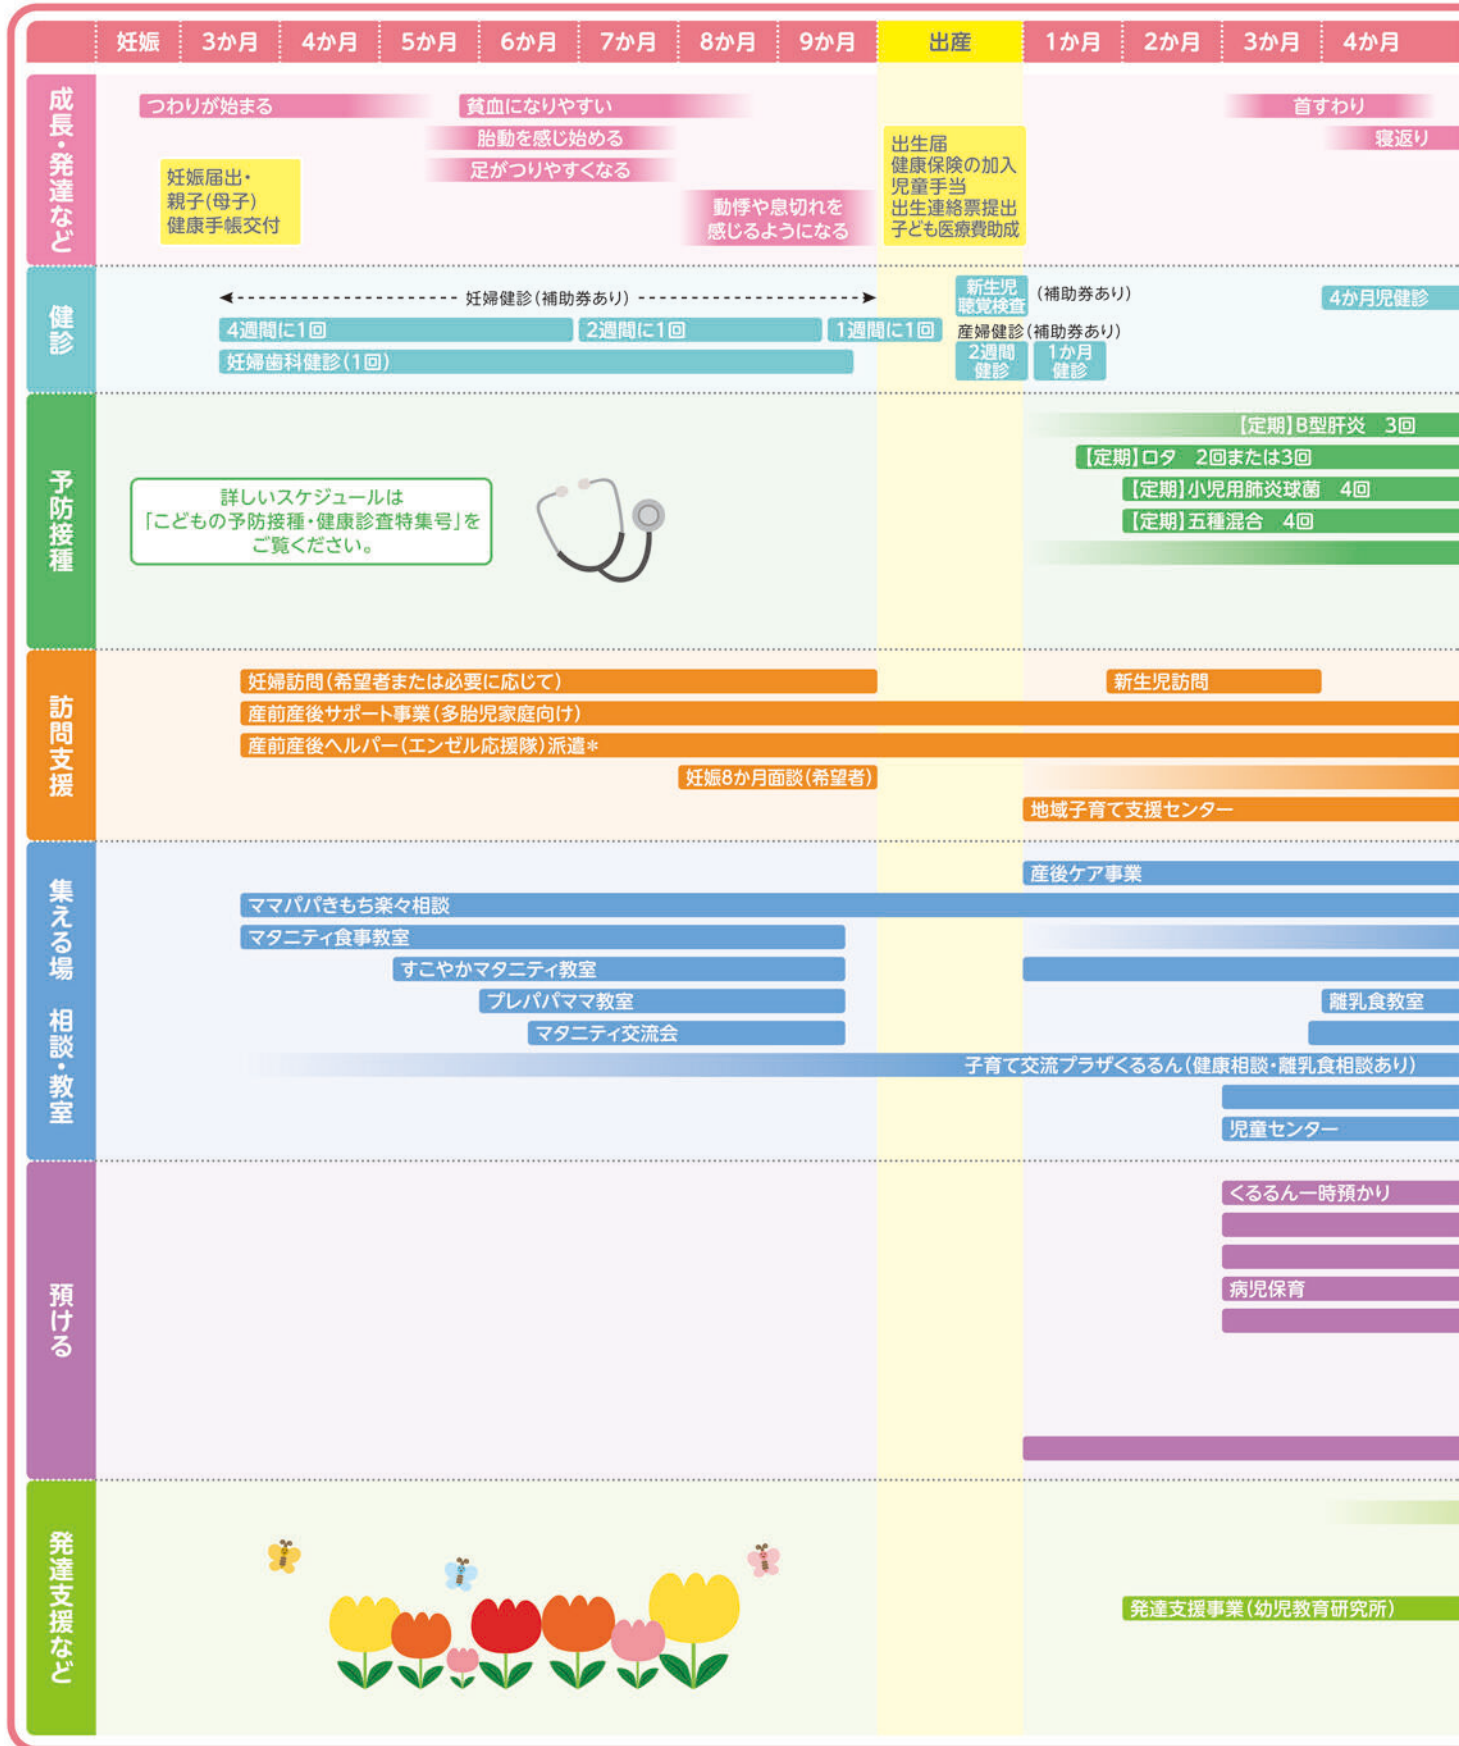 妊娠 3か月 4か月 5か月 6か月 7か月 8か月 9か月 出産 1か月 2か月 3か月 4か月
成長・発達など
つわりが始まる
貧血になりやすい
首すわり
胎動を感じ始める
寝返り
足がつりやすくなる
妊娠届出・
親子(母子)
健康手帳交付
動悸や息切れを
感じるようになる
出生届
健康保険の加入
児童手当
出生連絡票提出
子ども医療費助成
健診
妊婦健診(補助券あり)
新生児
聴覚検査
(補助券あり)
4か月児健診
4週間に1回
2週間に1回
1週間に1回
産婦健診(補助券あり)
妊婦歯科健診(1回)
2週間
健診
1か月
健診
予防接種
【定期】B型肝炎 3回
【定期】ロタ 2回または3回
【定期】小児用肺炎球菌 4回
【定期】五種混合 4回
詳しいスケジュールは
「こどもの予防接種・健康診査特集号」を
ご覧ください。
訪問支援
妊婦訪問(希望者または必要に応じて)
新生児訪問
産前産後サポート事業(多胎児家庭向け)
産前産後ヘルパー(エンゼル応援隊)派遣*
妊娠8か月面談(希望者)
地域子育て支援センター
集える場 相談・教室
産後ケア事業
ママパパきもち楽々相談
マタニティ食事教室
すこやかマタニティ教室
プレパパママ教室
離乳食教室
マタニティ交流会
子育て交流プラザくるるん(健康相談・離乳食相談あり)
児童センター
預ける
くるるん一時預かり
病児保育
発達支援など
発達支援事業(幼児教育研究所)